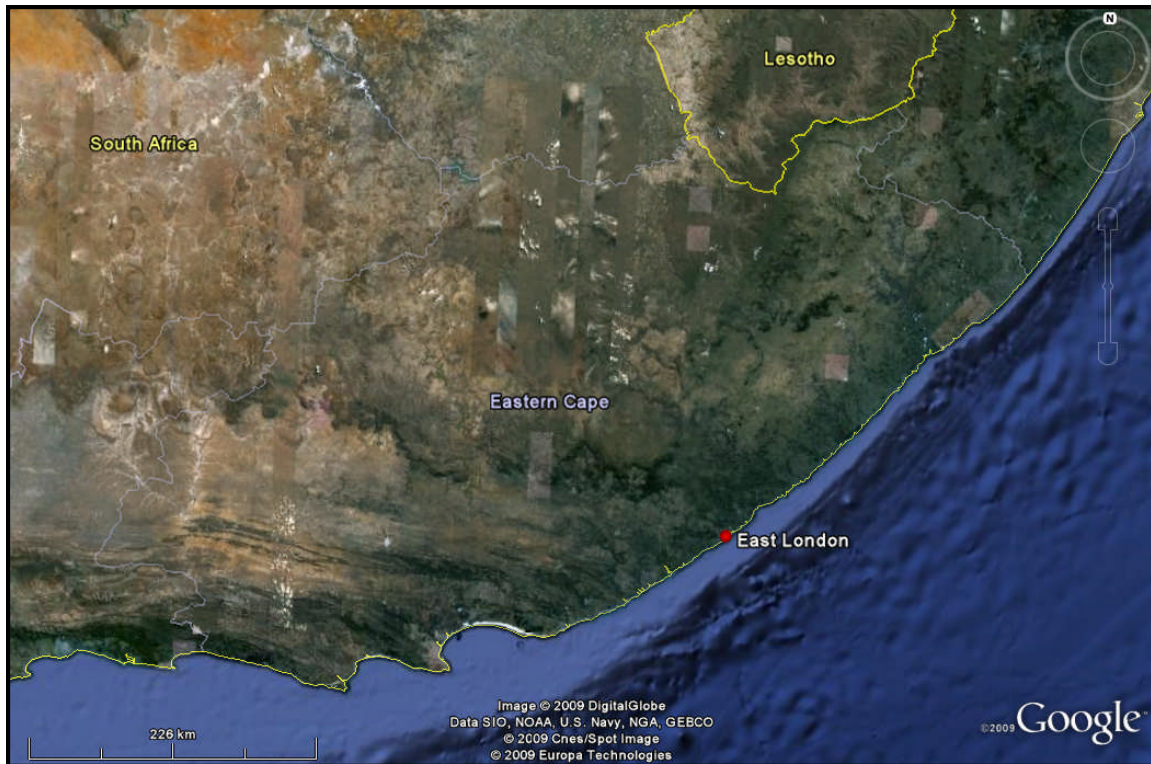 N
Lesotho
South Africa
Eastern Cape
East London
Image © 2009 DigitalGlobe
Data SIO, NOAA, U.S. Navy, NGA, GEBCO
© 2009 Cnes/Spot Image
© 2009 Europa Technologies
226 km
©2009 Google